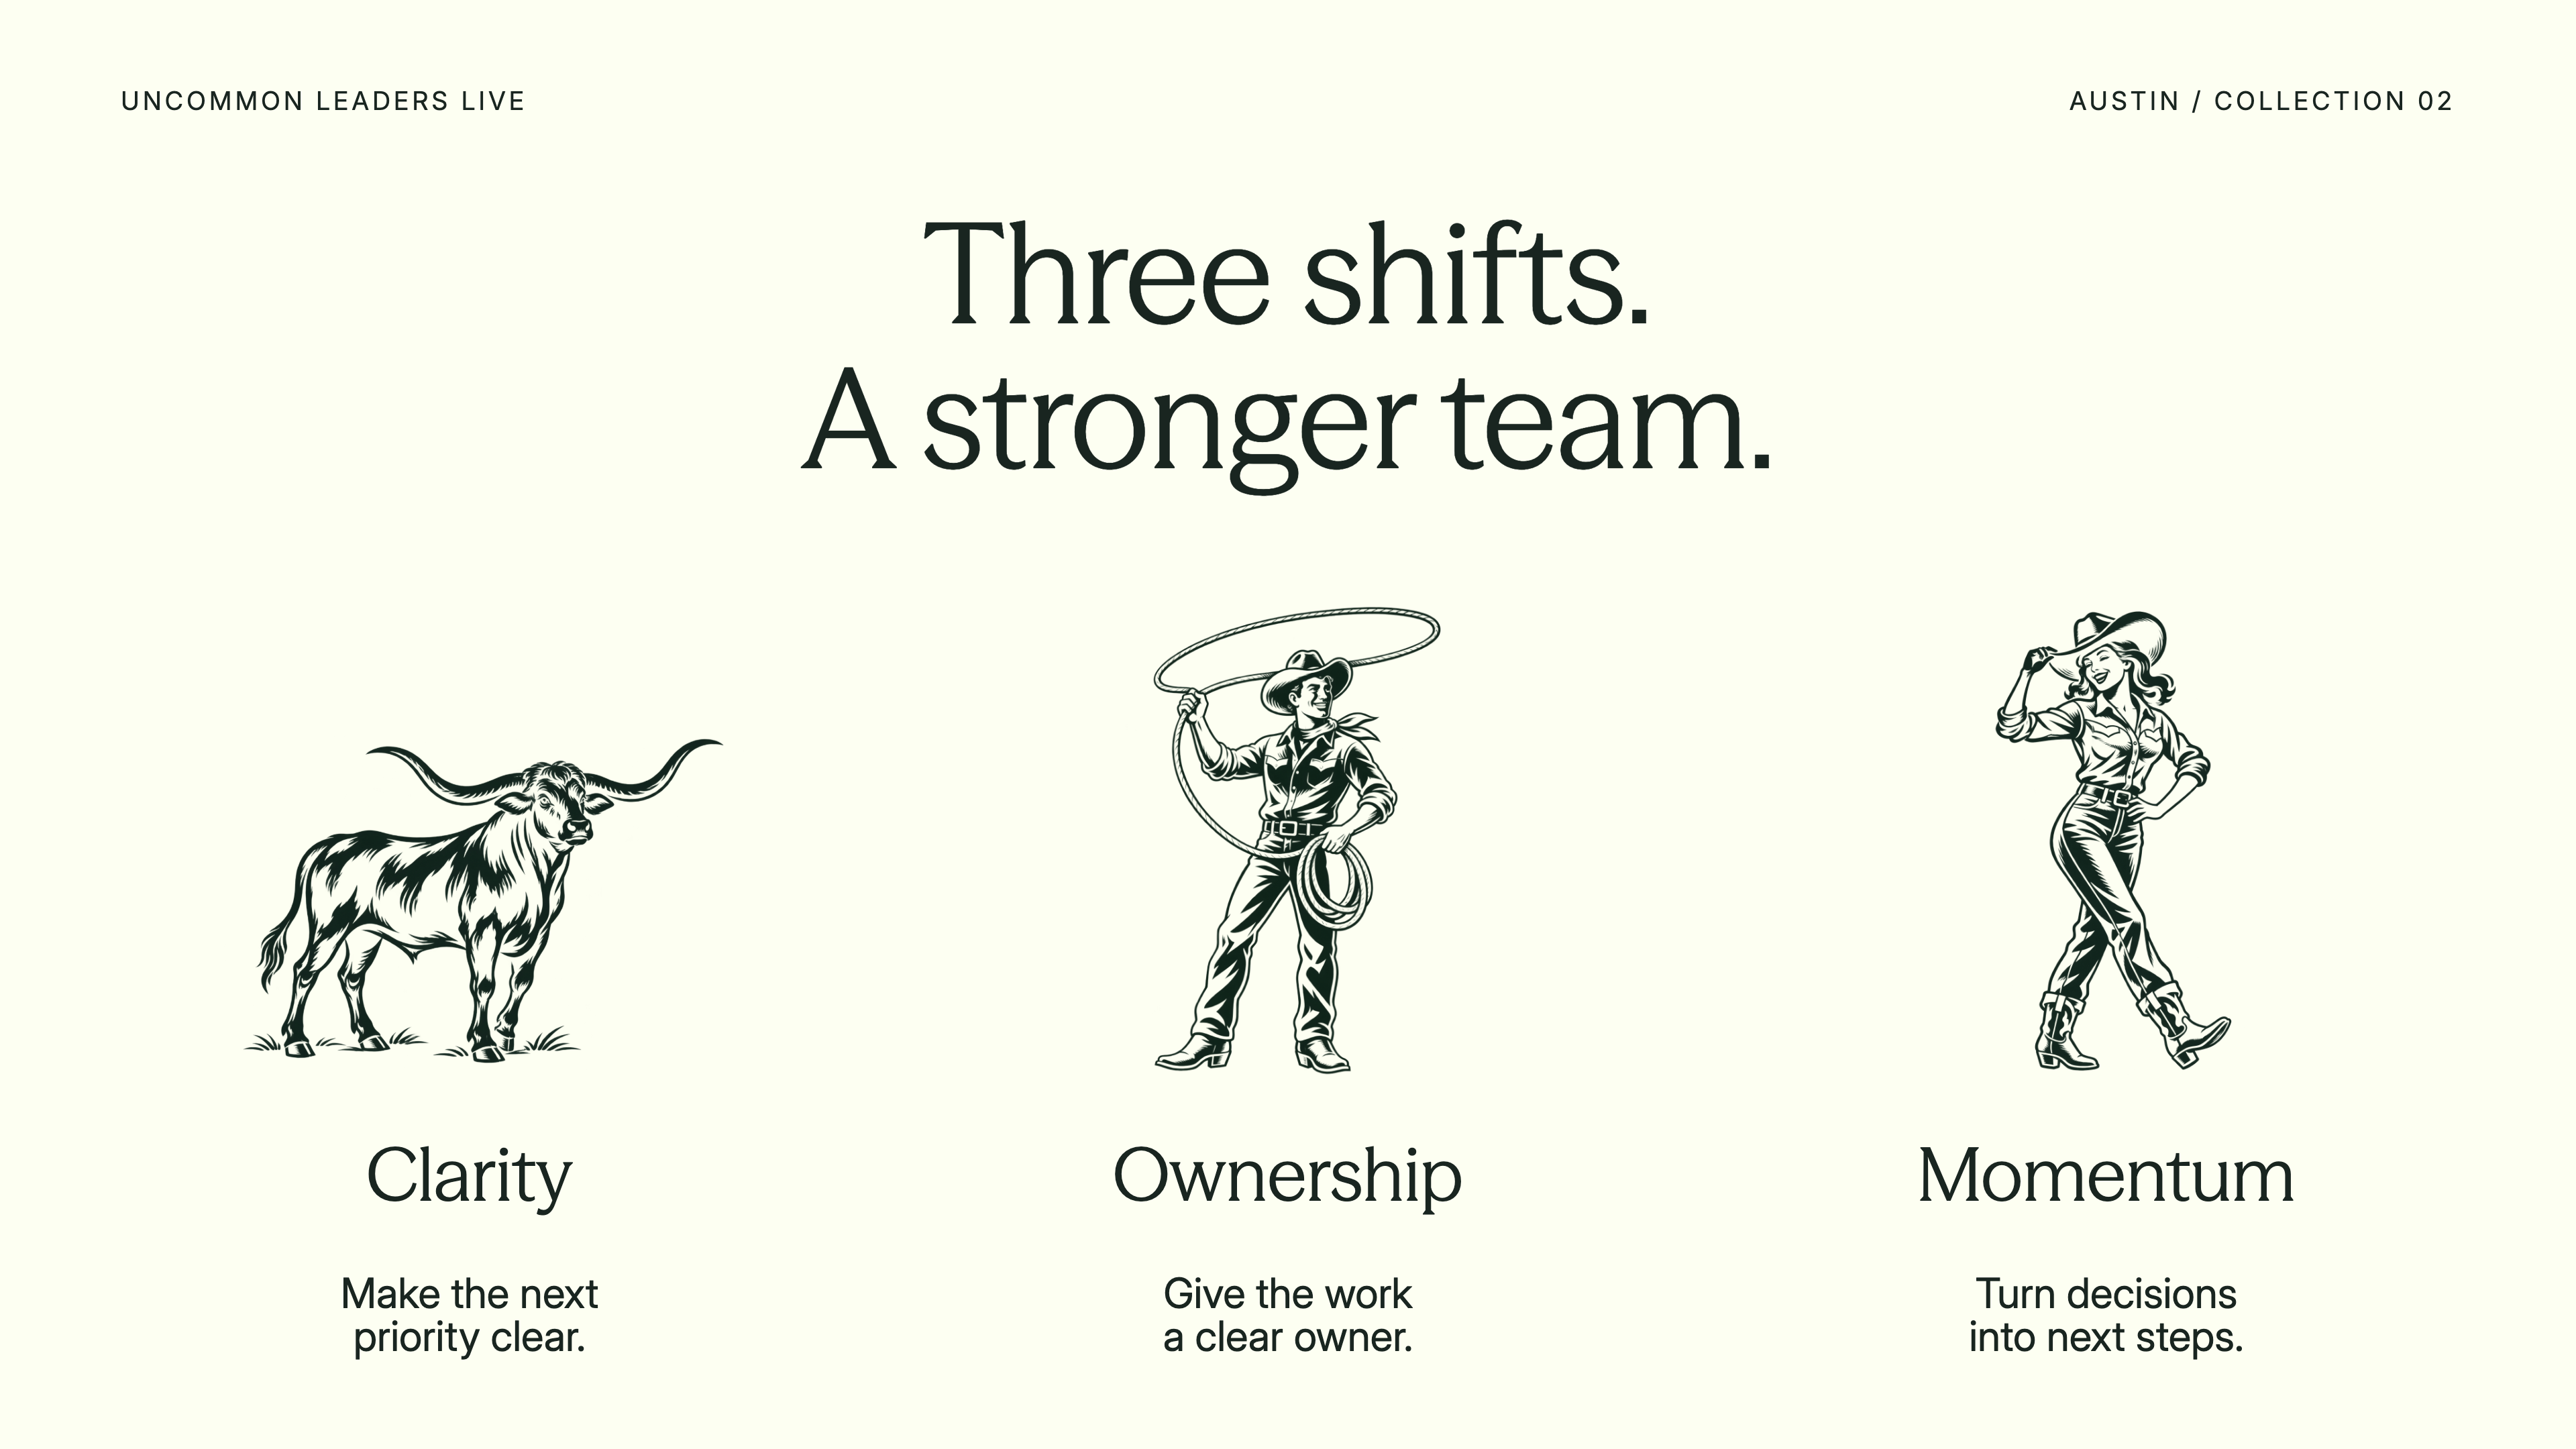 UNCOMMON LEADERS LIVE
AUSTIN / COLLECTION 02
Three shifts.
A stronger team.
Clarity
Make the next
priority clear.
Ownership
Give the work
a clear owner.
Momentum
Turn decisions
into next steps.